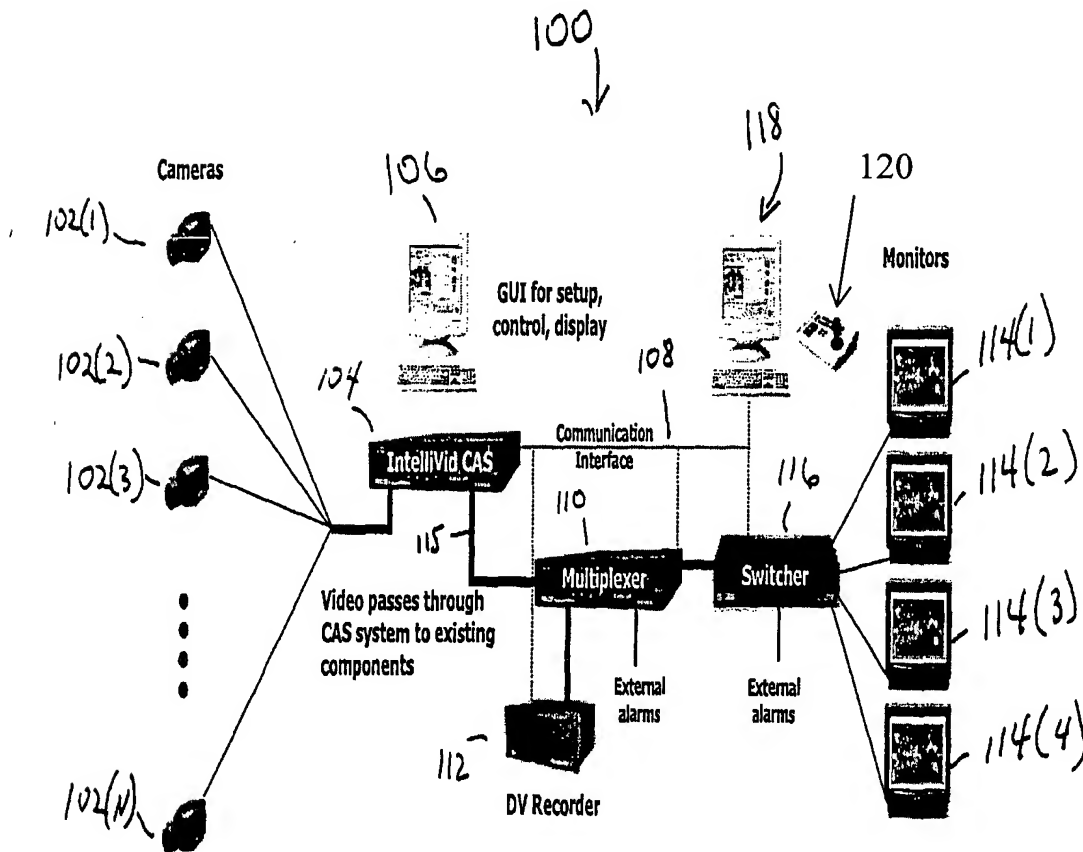 100
118
106
120
Cameras
102(1)
Monitors
GUI for setup,
control, display
114(1)
102(2)
104
108
Communication
Interface
IntelliVid CAS
114(2)
102(3)
116
110
115
Multiplexer
Switcher
Video passes through
CAS system to existing
components
114(3)
External
alarms
External
alarms
112
114(4)
DV Recorder
102(N)